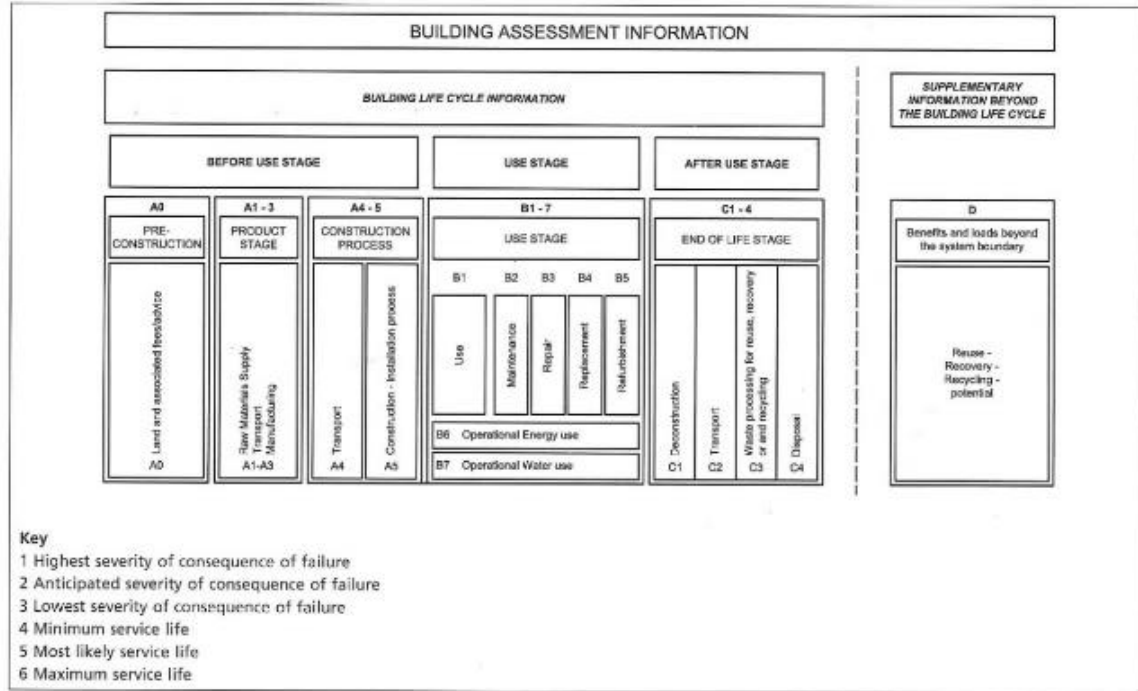 BUILDING ASSESSMENT INFORMATION
BUILDING LIFE CYCLE INFORMATION
SUPPLEMENTARY
INFORMATION BEYOND
THE BUILDING LIFE CYCLE
BEFORE USE STAGE
USE STAGE
AFTER USE STAGE
A0
PRE-
CONSTRUCTION
Land and associated fees/advice
A0
A1 - 3
PRODUCT
STAGE
Raw Materials Supply
Transport
Manufacturing
A1-A3
A4 - 5
CONSTRUCTION
PROCESS
Transport
A4
Construction - Installation process
A5
B1 - 7
USE STAGE
B1
Use
B2
Maintenance
B3
Repair
B4
Replacement
B5
Refurbishment
B6 Operational Energy use
B7 Operational Water use
C1 - 4
END OF LIFE STAGE
Deconstruction
C1
Transport
C2
Waste processing for reuse, recovery
or and recycling
C3
Disposal
C4
D
Benefits and loads beyond
the system boundary
Reuse -
Recovery -
Recycling -
potential
Key
1 Highest severity of consequence of failure
2 Anticipated severity of consequence of failure
3 Lowest severity of consequence of failure
4 Minimum service life
5 Most likely service life
6 Maximum service life